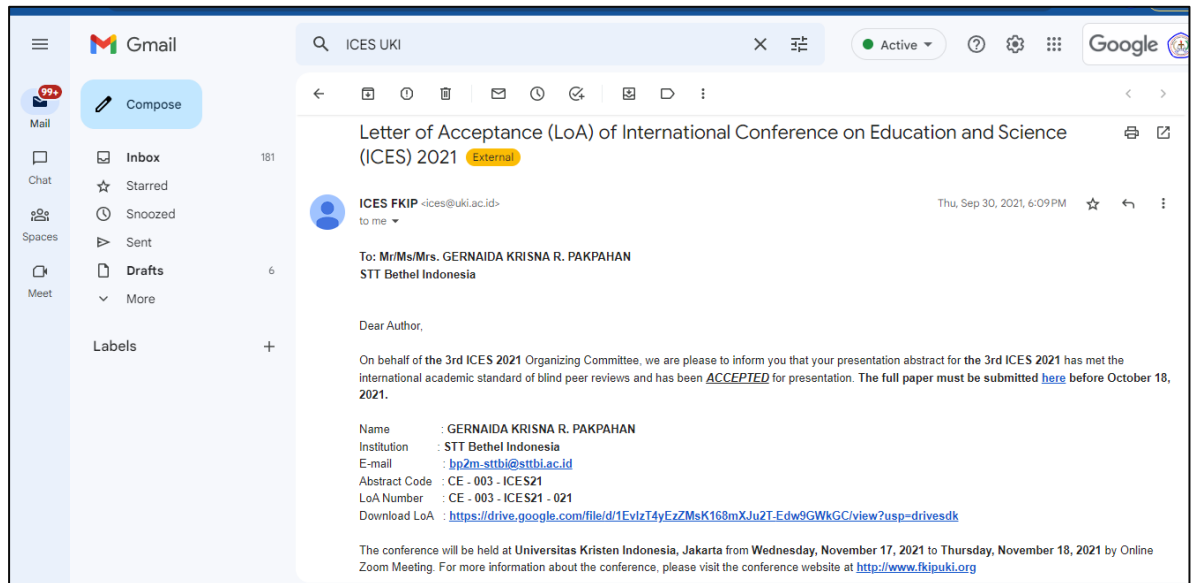 Gmail
ICES UKI
Active
Google
99+
Mail
Compose
Chat
Inbox 181
Starred
Spaces
Snoozed
Sent
Meet
Drafts 6
More
Labels
Letter of Acceptance (LoA) of International Conference on Education and Science
(ICES) 2021 External
ICES FKIP <ices@uki.ac.id> Thu, Sep 30, 2021, 6:09 PM
to me
To: Mr/Ms/Mrs. GERNAIDA KRISNA R. PAKPAHAN
STT Bethel Indonesia
Dear Author,
On behalf of the 3rd ICES 2021 Organizing Committee, we are please to inform you that your presentation abstract for the 3rd ICES 2021 has met the
international academic standard of blind peer reviews and has been ACCEPTED for presentation. The full paper must be submitted here before October 18,
2021.
Name : GERNAIDA KRISNA R. PAKPAHAN
Institution : STT Bethel Indonesia
E-mail : bp2m-sttbi@sttbi.ac.id
Abstract Code : CE - 003 - ICES21
LoA Number : CE - 003 - ICES21 - 021
Download LoA : https://drive.google.com/file/d/1EvIzT4yEzZMsK168mXJu2T-Edw9GWkGC/view?usp=drivesdk
The conference will be held at Universitas Kristen Indonesia, Jakarta from Wednesday, November 17, 2021 to Thursday, November 18, 2021 by Online
Zoom Meeting. For more information about the conference, please visit the conference website at http://www.fkipuki.org